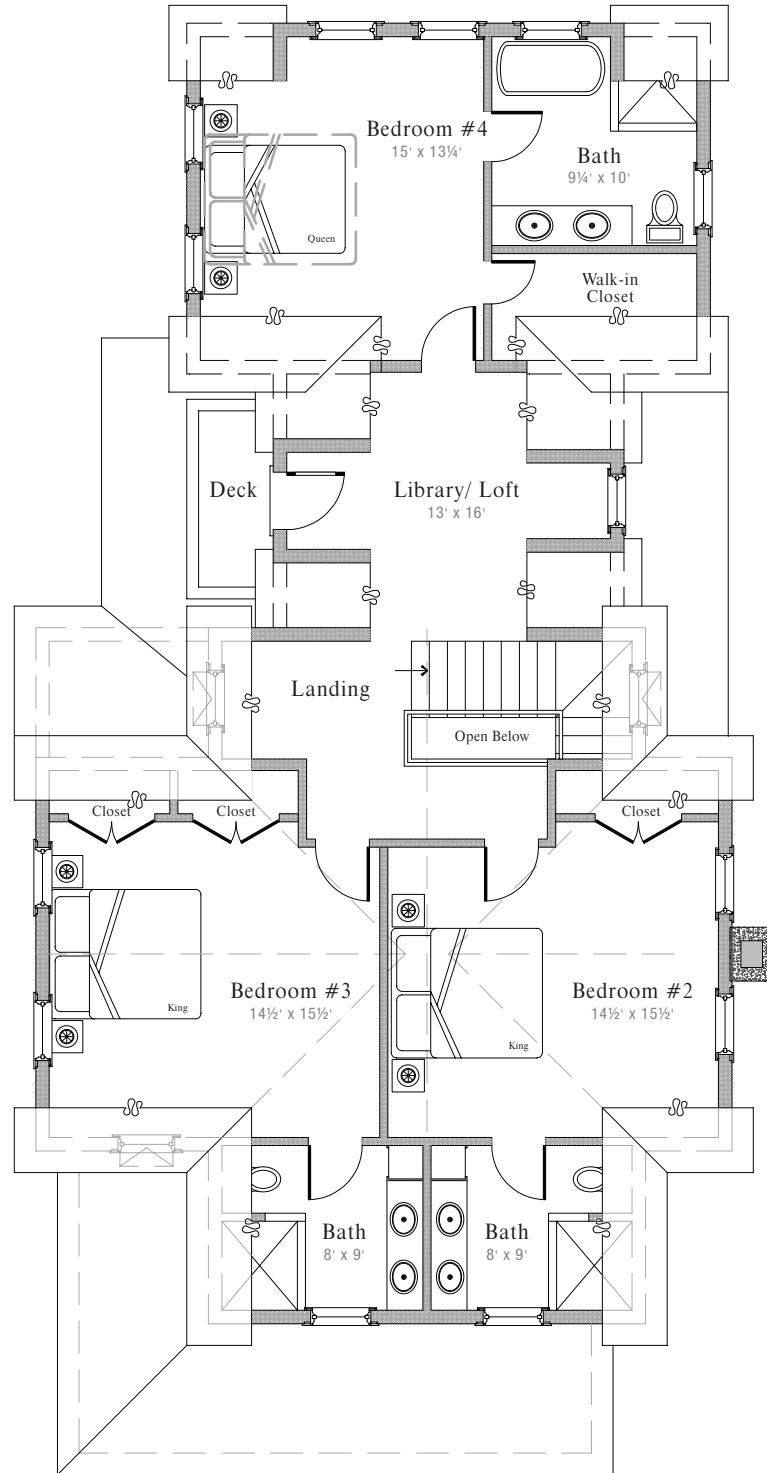 Bedroom #4
15' x 13¼'
Bath
9¼' x 10'
Queen
Walk-in
Closet
Deck
Library/ Loft
13' x 16'
Landing
Open Below
Closet
Closet
Closet
Bedroom #3
14½' x 15½'
King
Bedroom #2
14½' x 15½'
King
Bath
8' x 9'
Bath
8' x 9'